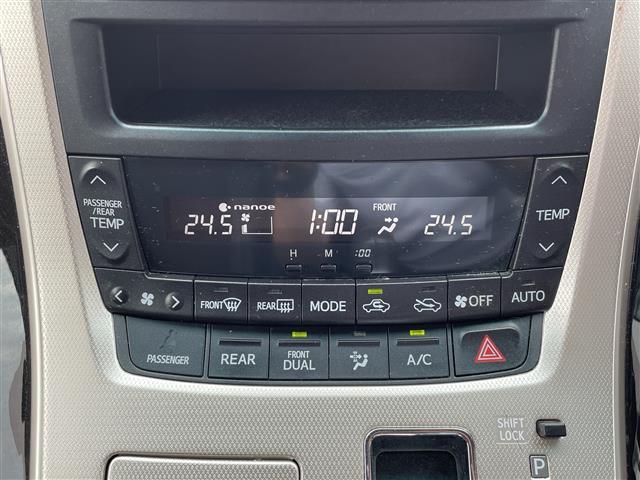 nanoe
PASSENGER
/REAR
TEMP
24.5
1:00
FRONT
24.5
TEMP
H M :00
FRONT REAR MODE OFF AUTO
PASSENGER REAR FRONT DUAL A/C
SHIFT
LOCK
P